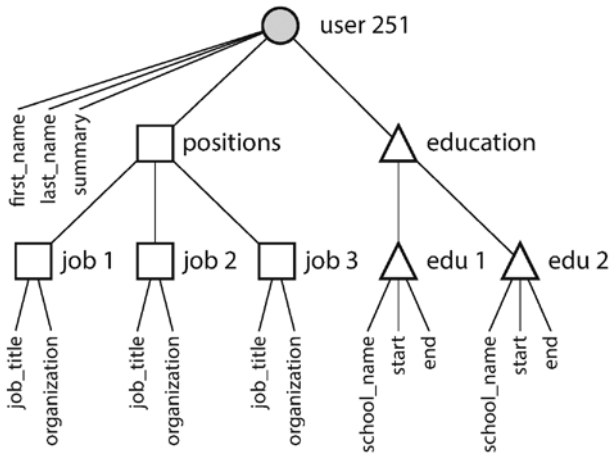 user 251
first_name
last_name
summary
positions
education
job 1
job 2
job 3
edu 1
edu 2
job_title
organization
job_title
organization
job_title
organization
school_name
start
end
school_name
start
end